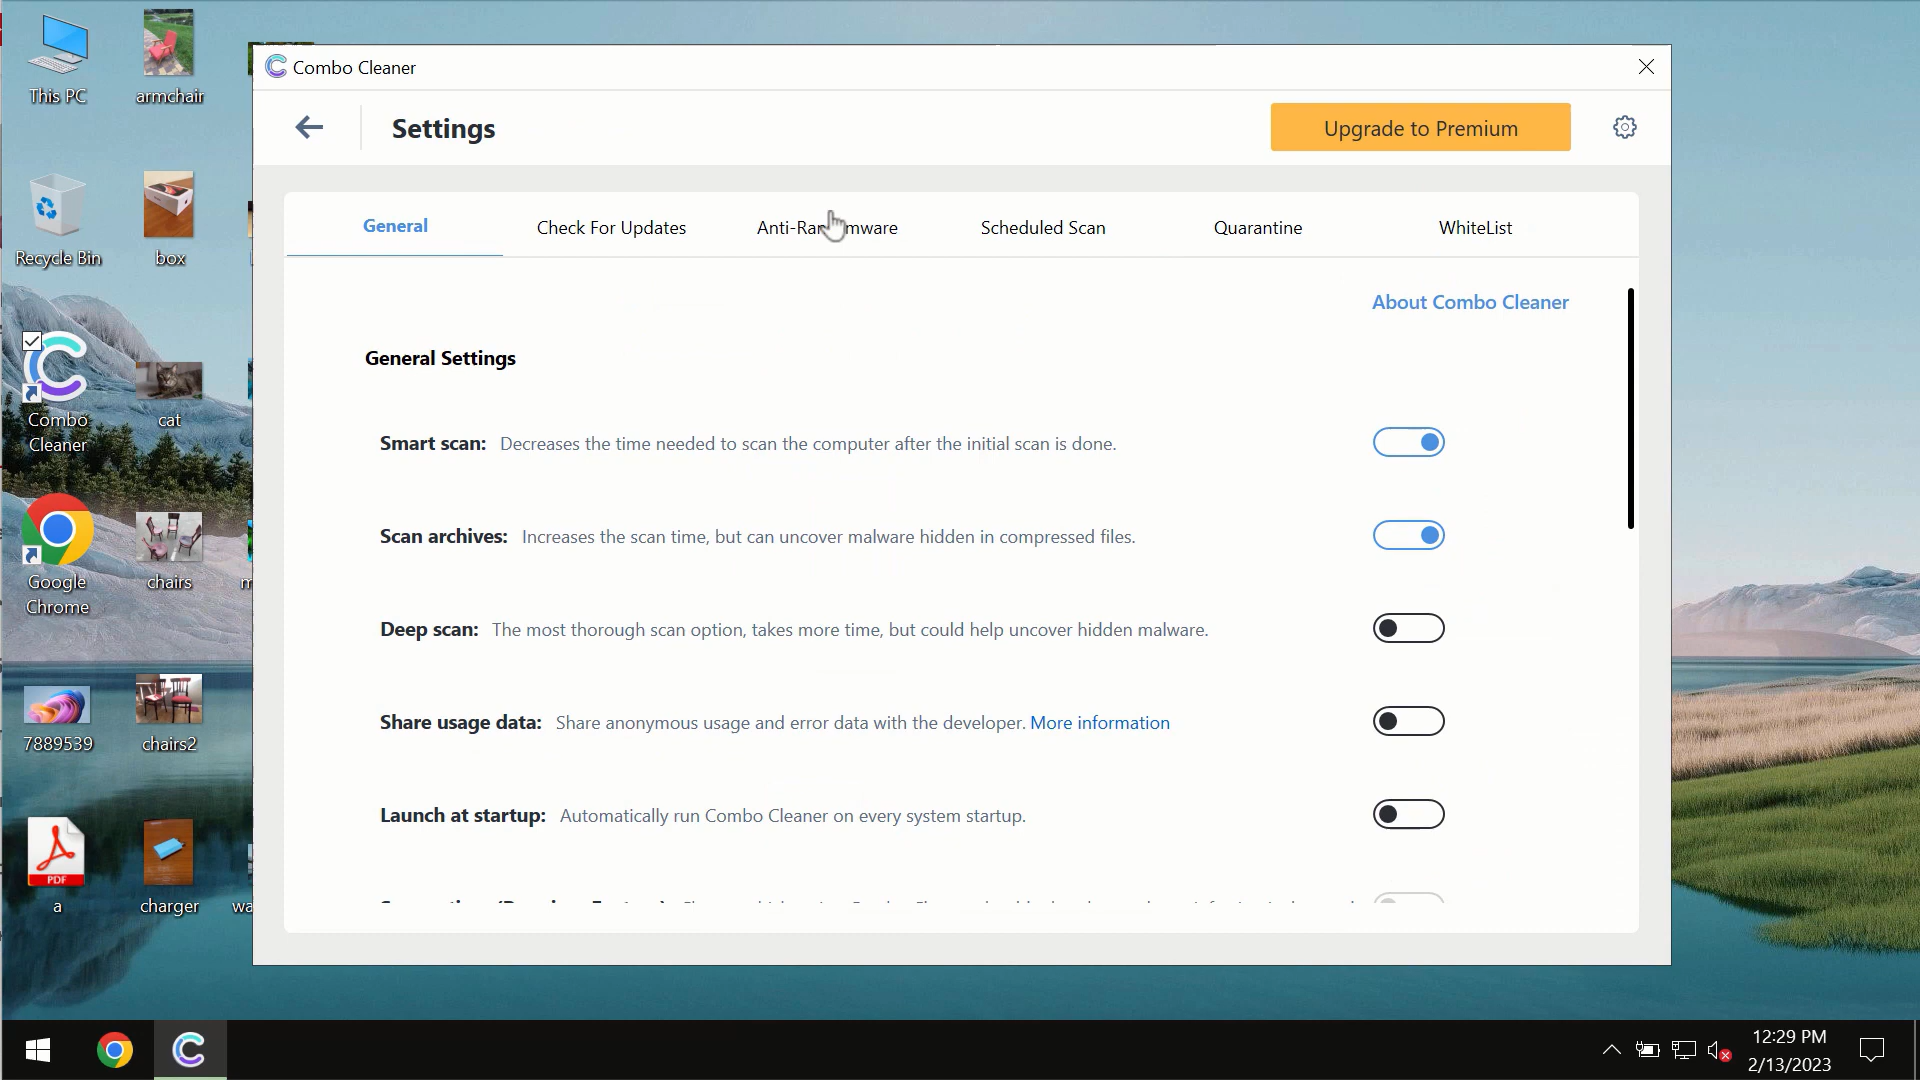 This PC
armchair
Recycle Bin
box
Combo
Cleaner
cat
Google
Chrome
chairs
7889539
chairs2
PDF
a
charger
Combo Cleaner
Settings
Upgrade to Premium
General
Check For Updates
Scheduled Scan
Quarantine
WhiteList
About Combo Cleaner
General Settings
Smart scan: Decreases the time needed to scan the computer after the initial scan is done.
Scan archives: Increases the scan time, but can uncover malware hidden in compressed files.
Deep scan: The most thorough scan option, takes more time, but could help uncover hidden malware.
Share usage data: Share anonymous usage and error data with the developer. More information
Launch at startup: Automatically run Combo Cleaner on every system startup.
12:29 PM
2/13/2023